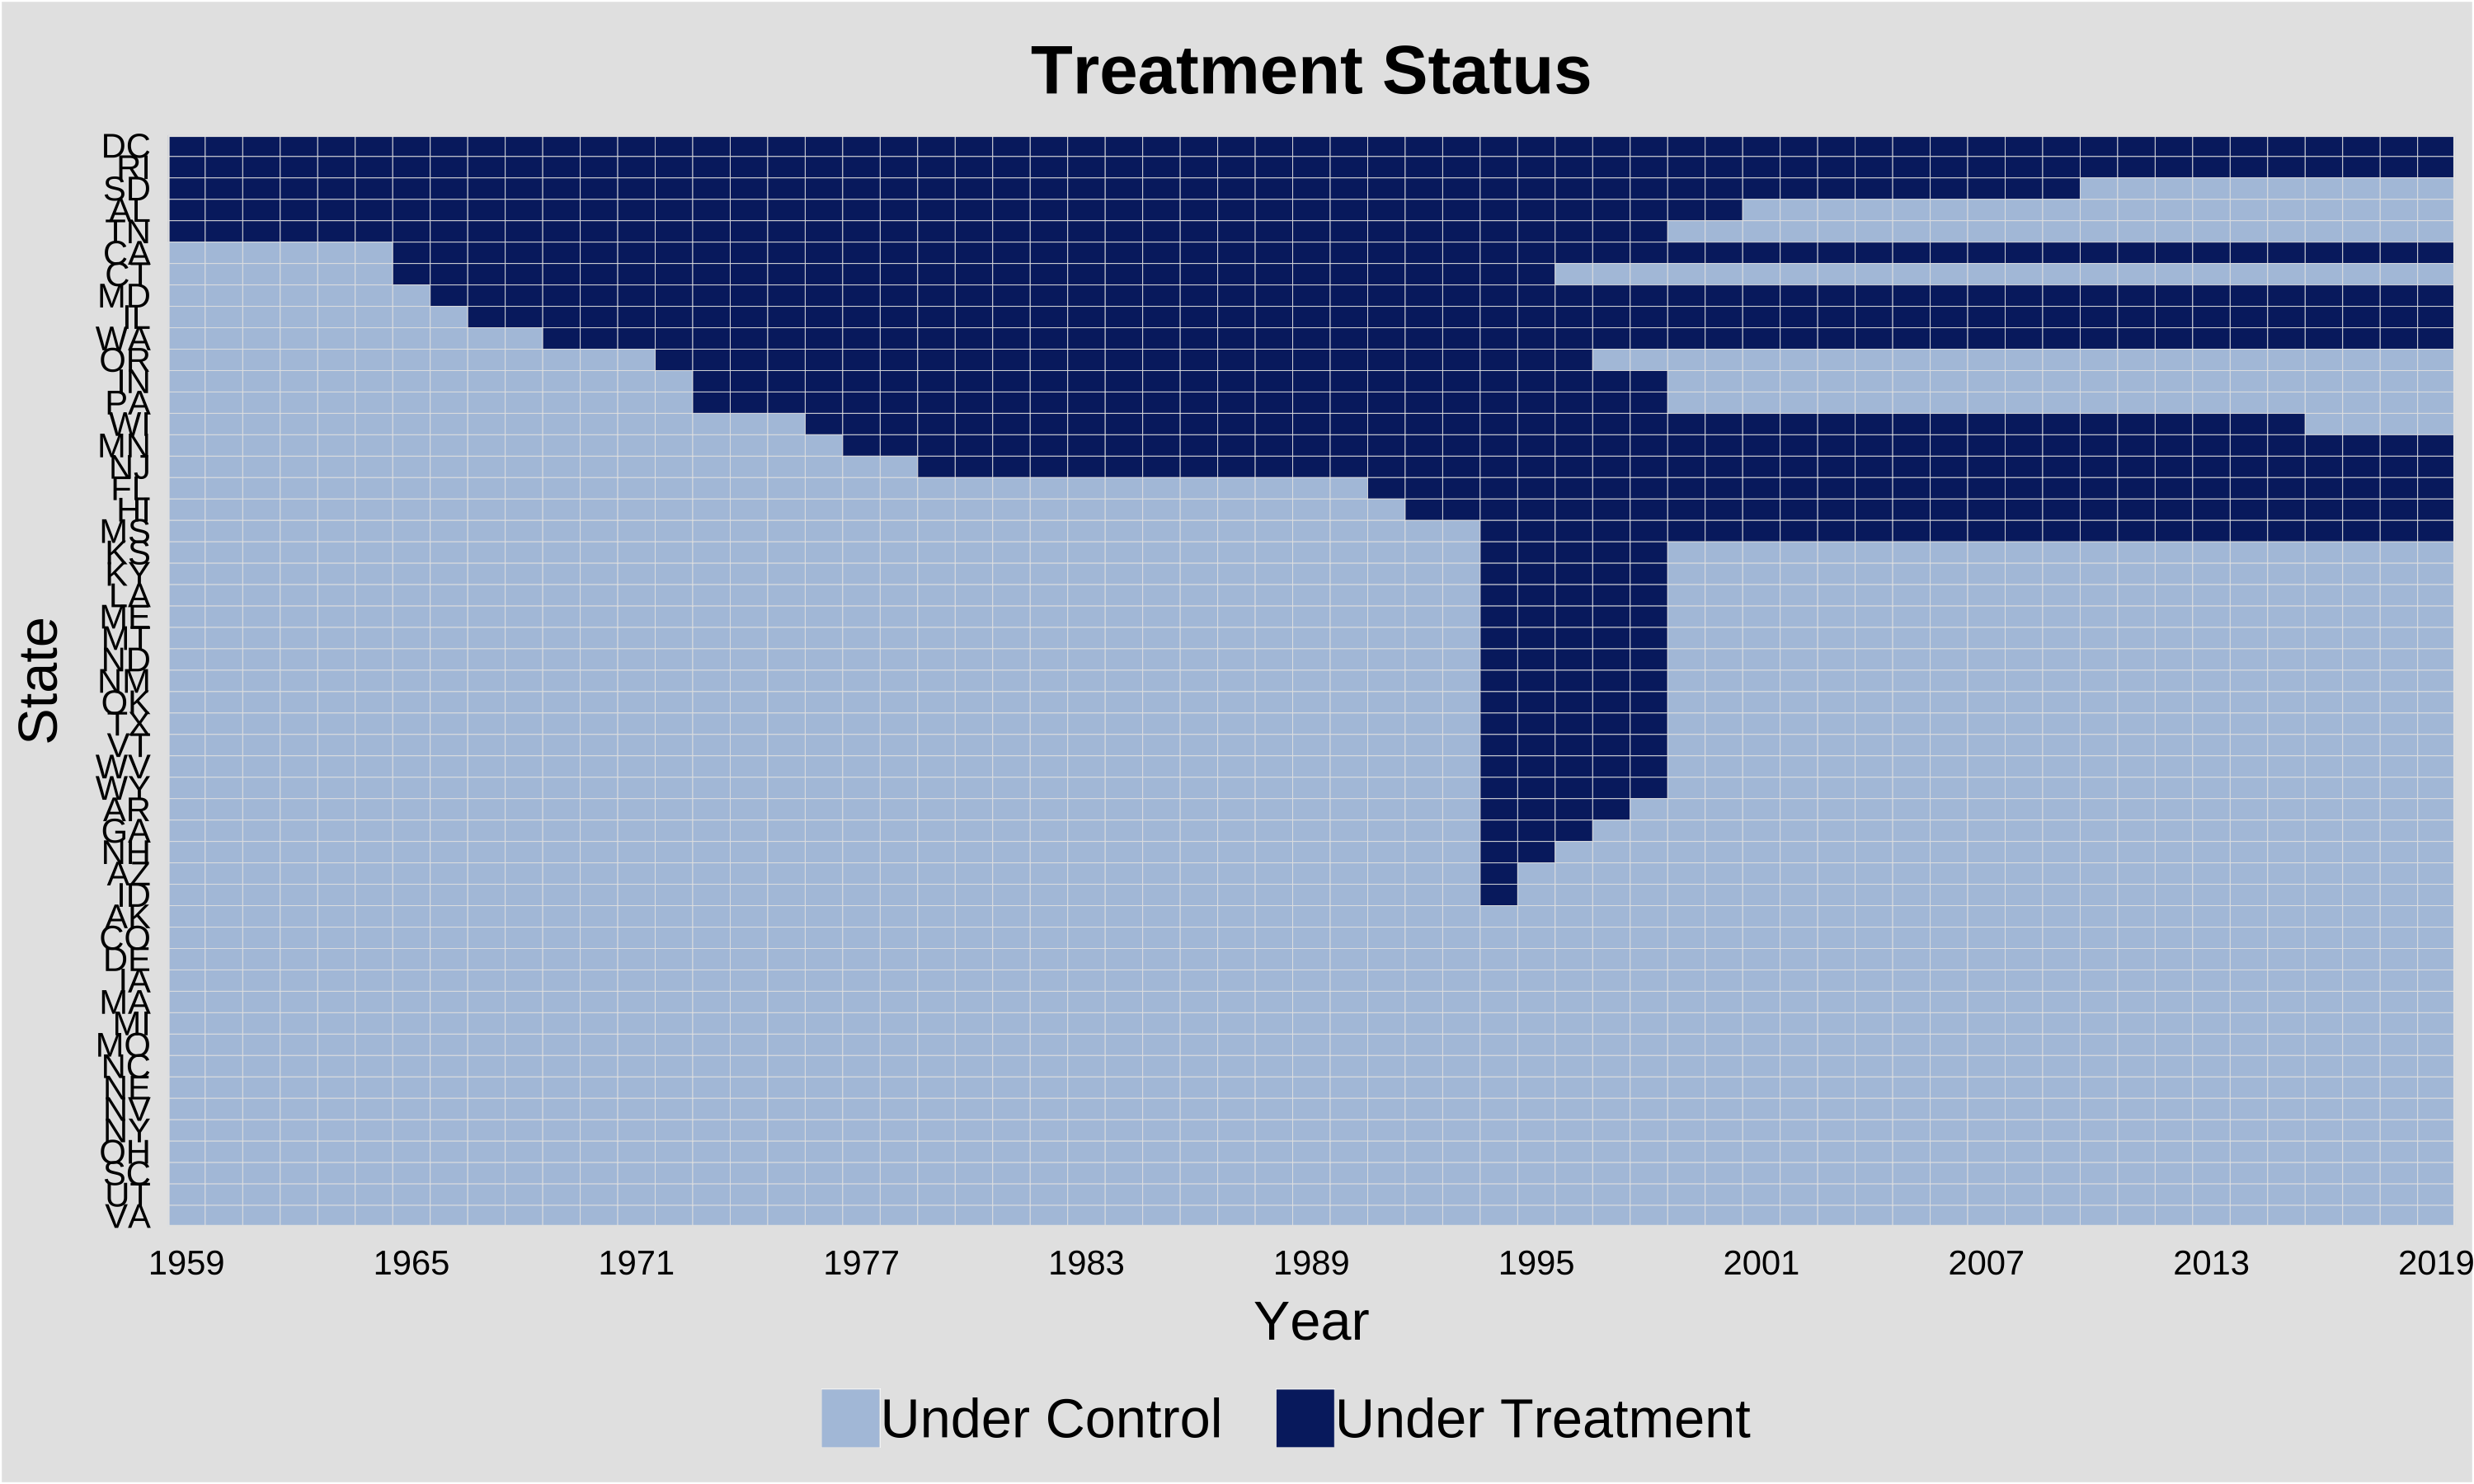 Treatment Status
DC
RI
SD
AL
TN
CA
CT
MD
IL
WA
OR
IN
PA
WI
MN
NJ
FL
HI
MS
KS
KY
LA
ME
MT
ND
NM
OK
TX
VT
WV
WY
AR
GA
NH
AZ
ID
AK
CO
DE
IA
MA
MI
MO
NC
NE
NV
NY
OH
SC
UT
VA
State
1959 1965 1971 1977 1983 1989 1995 2001 2007 2013 2019
Year
Under Control Under Treatment